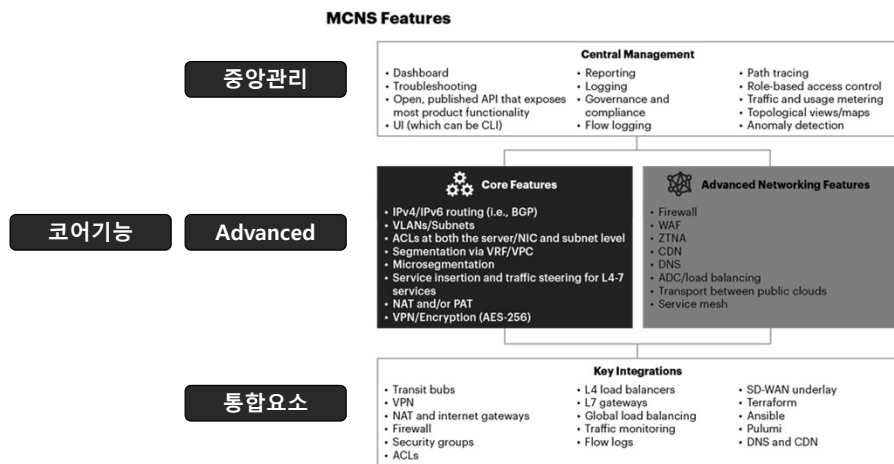 MCNS Features
중앙관리
Central Management
• Dashboard
• Troubleshooting
• Open, published API that exposes
most product functionality
• UI (which can be CLI)
• Reporting
• Logging
• Governance and
compliance
• Flow logging
• Path tracing
• Role-based access control
• Traffic and usage metering
• Topological views/maps
• Anomaly detection
코어기능
Advanced
Core Features
• IPv4/IPv6 routing (i.e., BGP)
• VLANs/Subnets
• ACLs at both the server/NIC and subnet level
• Segmentation via VRF/VPC
• Microsegmentation
• Service insertion and traffic steering for L4-7
services
• NAT and/or PAT
• VPN/Encryption (AES-256)
Advanced Networking Features
• Firewall
• WAF
• ZTNA
• CDN
• DNS
• ADC/load balancing
• Transport between public clouds
• Service mesh
통합요소
Key Integrations
• Transit bubs
• VPN
• NAT and internet gateways
• Firewall
• Security groups
• ACLs
• L4 load balancers
• L7 gateways
• Global load balancing
• Traffic monitoring
• Flow logs
• SD-WAN underlay
• Terraform
• Ansible
• Pulumi
• DNS and CDN